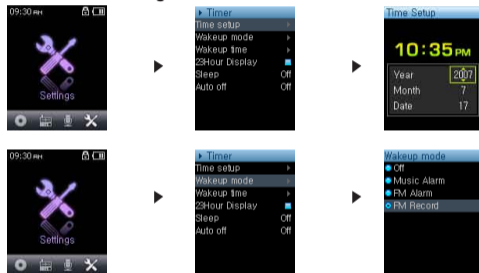 09:30 PM
Settings
Timer
Time setup
Wakeup mode
Wakeup time
23Hour Display
Sleep Off
Auto off Off
Time Setup
10:35 PM
Year 2007
Month 7
Date 17
09:30 PM
Settings
Timer
Time setup
Wakeup mode
Wakeup time
23Hour Display
Sleep Off
Auto off Off
Wakeup mode
Off
Music Alarm
FM Alarm
FM Record